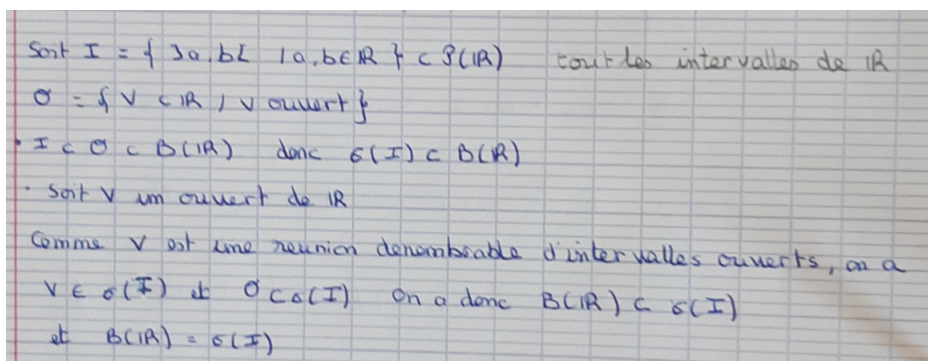 Soit I = { ]a,b[ / a,b ∈ ℝ } ⊂ P(ℝ) tout les intervalles de ℝ
O = { V ⊂ ℝ / V ouvert }
• I ⊂ O ⊂ B(ℝ) donc σ(I) ⊂ B(ℝ)
• Soit V un ouvert de ℝ
Comme V est une reunion denombrable d'intervalles ouverts, on a
V ∈ σ(I) et O ⊂ σ(I) On a donc B(ℝ) ⊂ σ(I)
et B(ℝ) = σ(I)